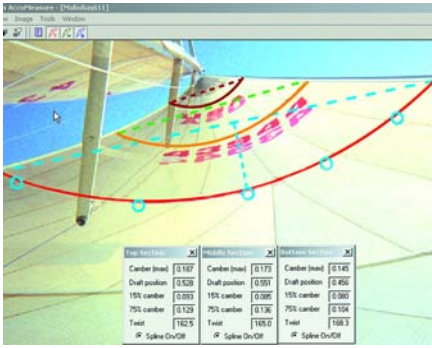 AccuMeasure - [Mabuhay111]
Image Tools Window
Top Section
Camber (max) 0.187
Draft position 0.528
15% camber 0.093
75% camber 0.129
Twist 162.5
Spline On/Off
Middle Section
Camber (max) 0.173
Draft position 0.551
15% camber 0.085
75% camber 0.136
Twist 165.0
Spline On/Off
Bottom Section
Camber (max) 0.145
Draft position 0.456
15% camber 0.080
75% camber 0.104
Twist 168.3
Spline On/Off